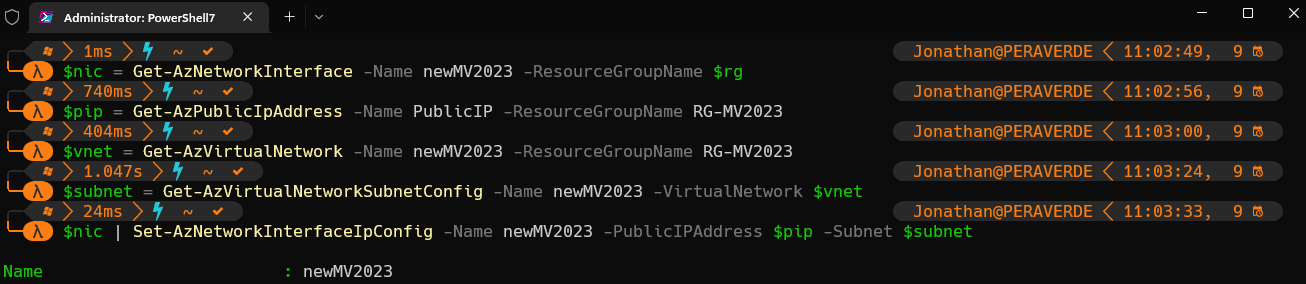 Administrator: PowerShell7
1ms ~ Jonathan@PERAVERDE 11:02:49, 9
λ $nic = Get-AzNetworkInterface -Name newMV2023 -ResourceGroupName $rg
740ms ~ Jonathan@PERAVERDE 11:02:56, 9
λ $pip = Get-AzPublicIpAddress -Name PublicIP -ResourceGroupName RG-MV2023
404ms ~ Jonathan@PERAVERDE 11:03:00, 9
λ $vnet = Get-AzVirtualNetwork -Name newMV2023 -ResourceGroupName RG-MV2023
1.047s ~ Jonathan@PERAVERDE 11:03:24, 9
λ $subnet = Get-AzVirtualNetworkSubnetConfig -Name newMV2023 -VirtualNetwork $vnet
24ms ~ Jonathan@PERAVERDE 11:03:33, 9
λ $nic | Set-AzNetworkInterfaceIpConfig -Name newMV2023 -PublicIPAddress $pip -Subnet $subnet
Name : newMV2023